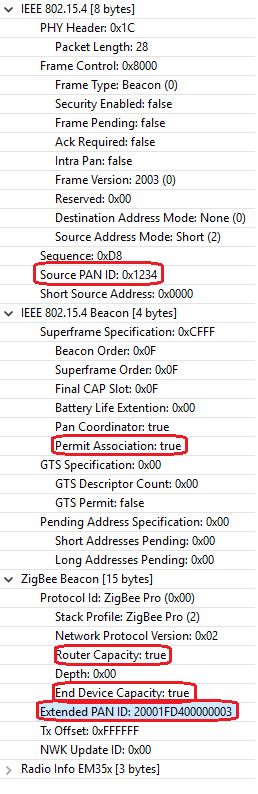 IEEE 802.15.4 [8 bytes]
PHY Header: 0x1C
Packet Length: 28
Frame Control: 0x8000
Frame Type: Beacon (0)
Security Enabled: false
Frame Pending: false
Ack Required: false
Intra Pan: false
Frame Version: 2003 (0)
Reserved: 0x00
Destination Address Mode: None (0)
Source Address Mode: Short (2)
Sequence: 0xD8
Source PAN ID: 0x1234
Short Source Address: 0x0000
IEEE 802.15.4 Beacon [4 bytes]
Superframe Specification: 0xCFFF
Beacon Order: 0x0F
Superframe Order: 0x0F
Final CAP Slot: 0x0F
Battery Life Extention: 0x00
Pan Coordinator: true
Permit Association: true
GTS Specification: 0x00
GTS Descriptor Count: 0x00
GTS Permit: false
Pending Address Specification: 0x00
Short Addresses Pending: 0x00
Long Addresses Pending: 0x00
ZigBee Beacon [15 bytes]
Protocol Id: ZigBee Pro (0x00)
Stack Profile: ZigBee Pro (2)
Network Protocol Version: 0x02
Router Capacity: true
Depth: 0x00
End Device Capacity: true
Extended PAN ID: 20001FD400000003
Tx Offset: 0xFFFFFF
NWK Update ID: 0x00
Radio Info EM35x [3 bytes]